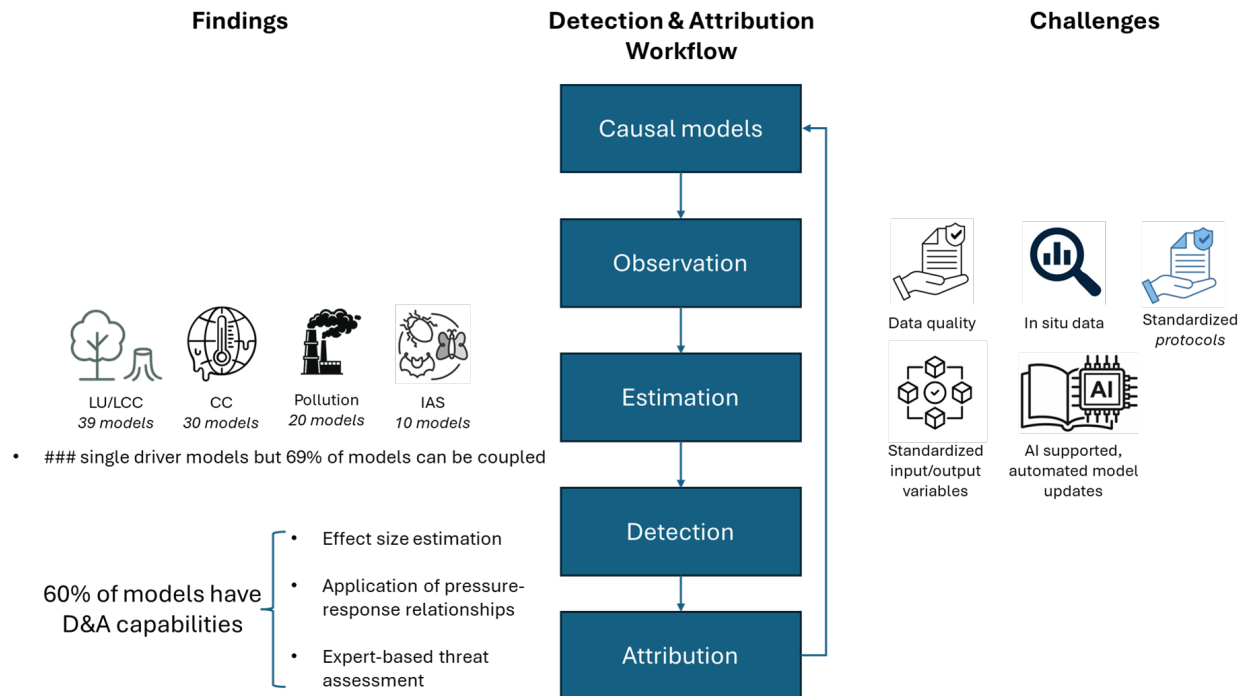 Findings
Detection & Attribution
Workflow
Challenges
Causal models
Observation
Estimation
Detection
Attribution
LU/LCC
39 models
CC
30 models
Pollution
20 models
IAS
10 models
• ### single driver models but 69% of models can be coupled
60% of models have
D&A capabilities
• Effect size estimation
• Application of pressure-
response relationships
• Expert-based threat
assessment
Data quality
In situ data
Standardized
protocols
Standardized
input/output
variables
AI
AI supported,
automated model
updates